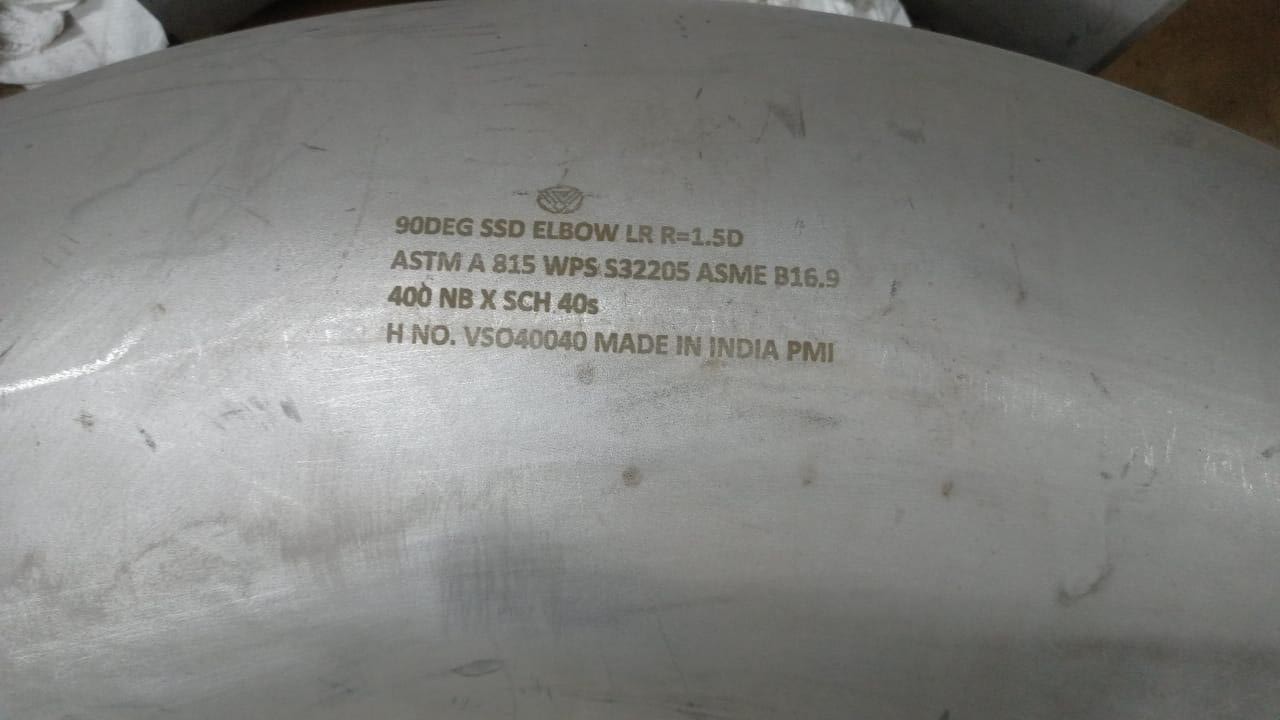 90DEG SSD ELBOW LR R=1.5D
ASTM A 815 WPS S32205 ASME B16.9
400 NB X SCH 40s
H NO. VSO40040 MADE IN INDIA PMI